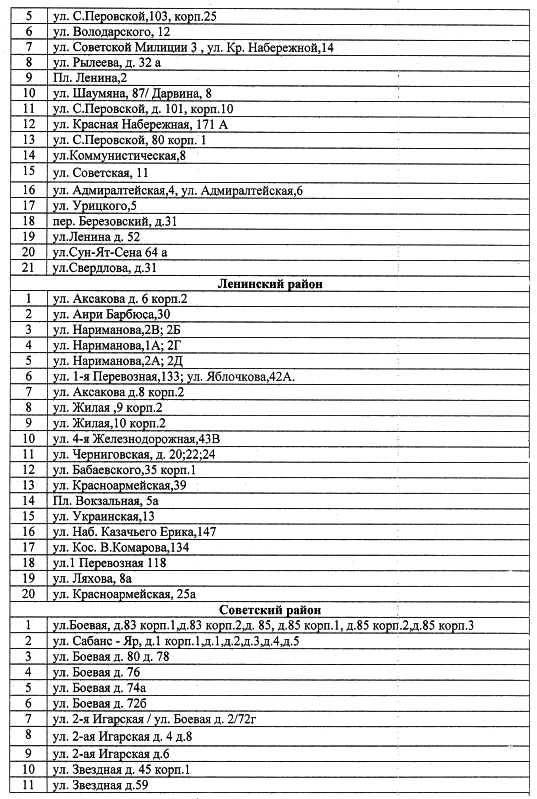 5 ул. С.Перовской,103, корп.25
6 ул. Володарского, 12
7 ул. Советской Милиции 3 , ул. Кр. Набережной,14
8 ул. Рылеева, д. 32 а
9 Пл. Ленина,2
10 ул. Шаумяна, 87/ Дарвина, 8
11 ул. С.Перовской, д. 101, корп.10
12 ул. Красная Набережная, 171 А
13 ул. С.Перовской, 80 корп. 1
14 ул.Коммунистическая,8
15 ул. Советская, 11
16 ул. Адмиралтейская,4, ул. Адмиралтейская,6
17 ул. Урицкого,5
18 пер. Березовский, д.31
19 ул.Ленина д. 52
20 ул.Сун-Ят-Сена 64 а
21 ул.Свердлова, д.31
Ленинский район
1 ул. Аксакова д. 6 корп.2
2 ул. Анри Барбюса,30
3 ул. Нариманова,2В; 2Б
4 ул. Нариманова,1А; 2Г
5 ул. Нариманова,2А; 2Д
6 ул. 1-я Перевозная,133; ул. Яблочкова,42А.
7 ул. Аксакова д.8 корп.2
8 ул. Жилая ,9 корп.2
9 ул. Жилая,10 корп.2
10 ул. 4-я Железнодорожная,43В
11 ул. Черниговская, д. 20;22;24
12 ул. Бабаевского,35 корп.1
13 ул. Красноармейская,39
14 Пл. Вокзальная, 5а
15 ул. Украинская,13
16 ул. Наб. Казачьего Ерика,147
17 ул. Кос. В.Комарова,134
18 ул.1 Перевозная 118
19 ул. Ляхова, 8а
20 ул. Красноармейская, 25а
Советский район
1 ул.Боевая, д.83 корп.1,д.83 корп.2,д. 85, д.85 корп.1, д.85 корп.2,д.85 корп.3
2 ул. Сабанс - Яр, д.1 корп.1,д.1,д.2,д.3,д.4,д.5
3 ул. Боевая д. 80 д. 78
4 ул. Боевая д. 76
5 ул. Боевая д. 74а
6 ул. Боевая д. 72б
7 ул. 2-я Игарская / ул. Боевая д. 2/72г
8 ул. 2-ая Игарская д. 4 д.8
9 ул. 2-ая Игарская д.6
10 ул. Звездная д. 45 корп.1
11 ул. Звездная д.59